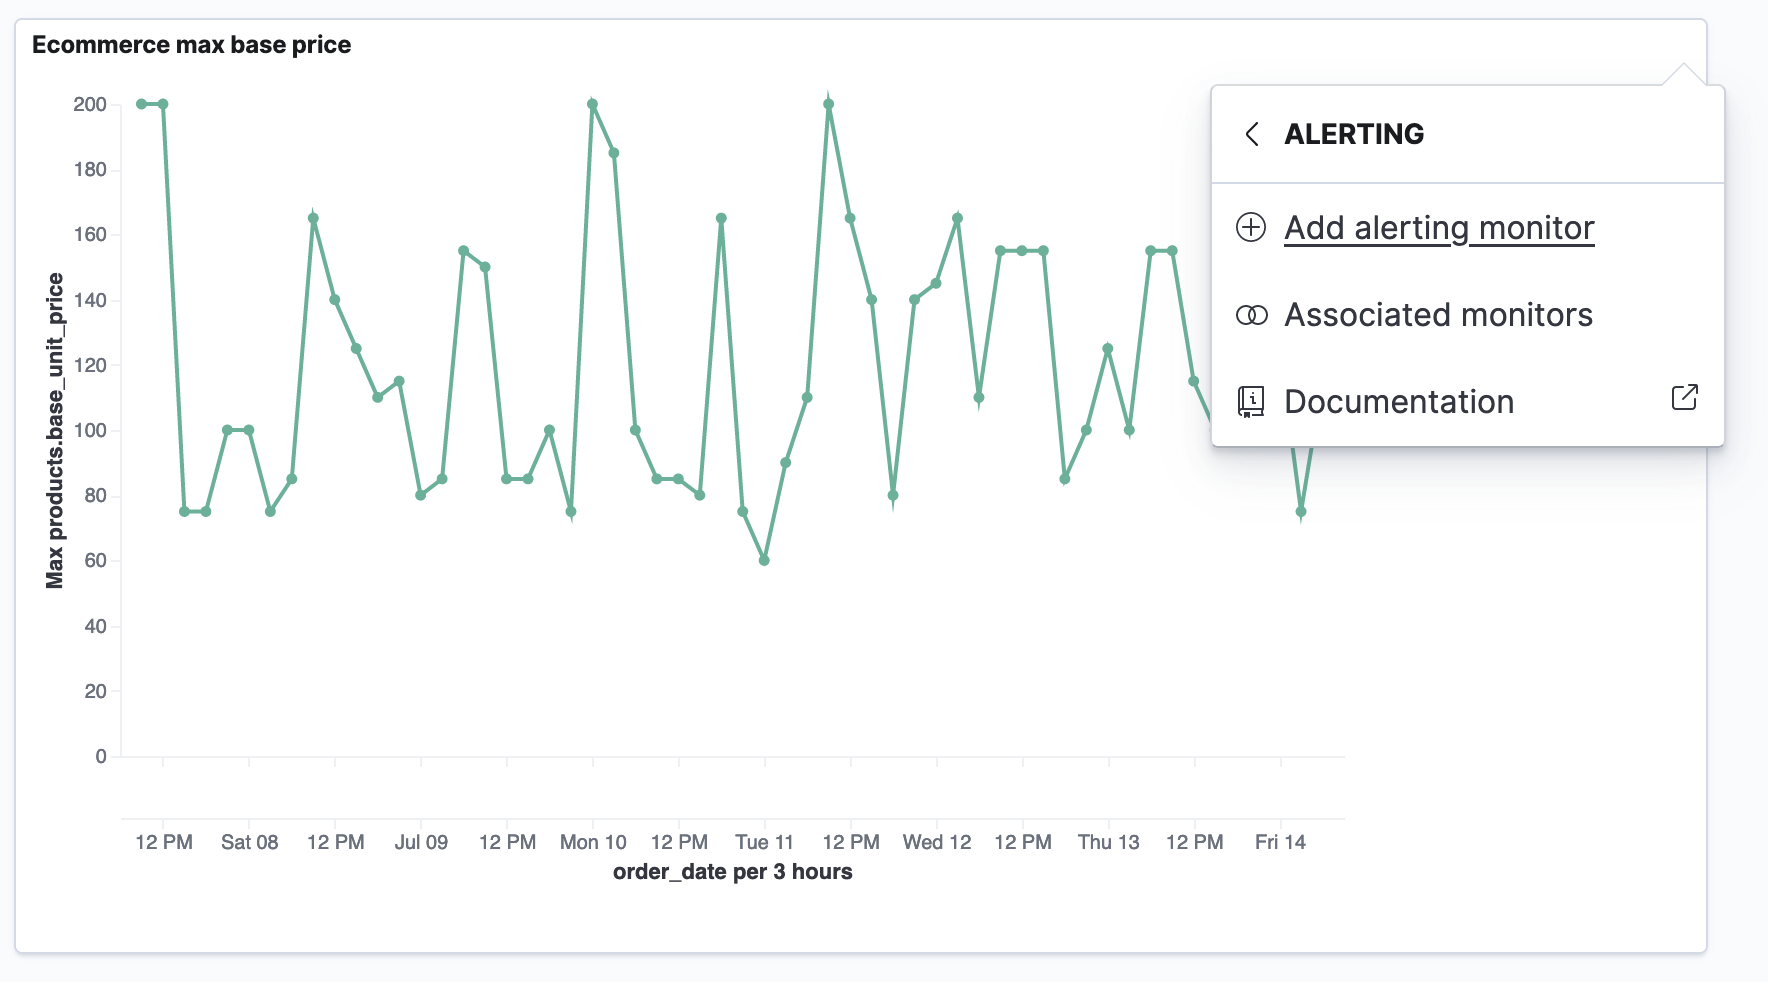 Ecommerce max base price
ALERTING
Add alerting monitor
Associated monitors
Documentation
Max products.base_unit_price
200
180
160
140
120
100
80
60
40
20
0
12 PM Sat 08 12 PM Jul 09 12 PM Mon 10 12 PM Tue 11 12 PM Wed 12 12 PM Thu 13 12 PM Fri 14
order_date per 3 hours